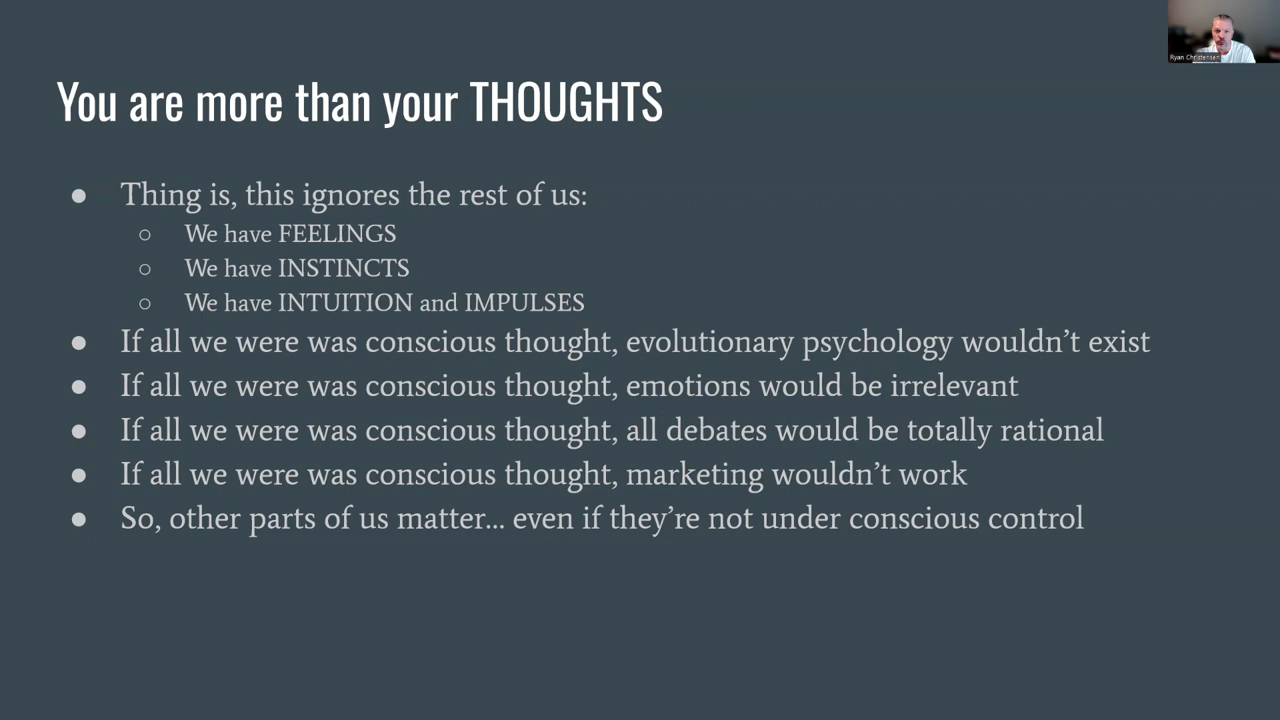 Ryan Christensen
You are more than your THOUGHTS
● Thing is, this ignores the rest of us:
○ We have FEELINGS
○ We have INSTINCTS
○ We have INTUITION and IMPULSES
● If all we were was conscious thought, evolutionary psychology wouldn’t exist
● If all we were was conscious thought, emotions would be irrelevant
● If all we were was conscious thought, all debates would be totally rational
● If all we were was conscious thought, marketing wouldn’t work
● So, other parts of us matter... even if they’re not under conscious control